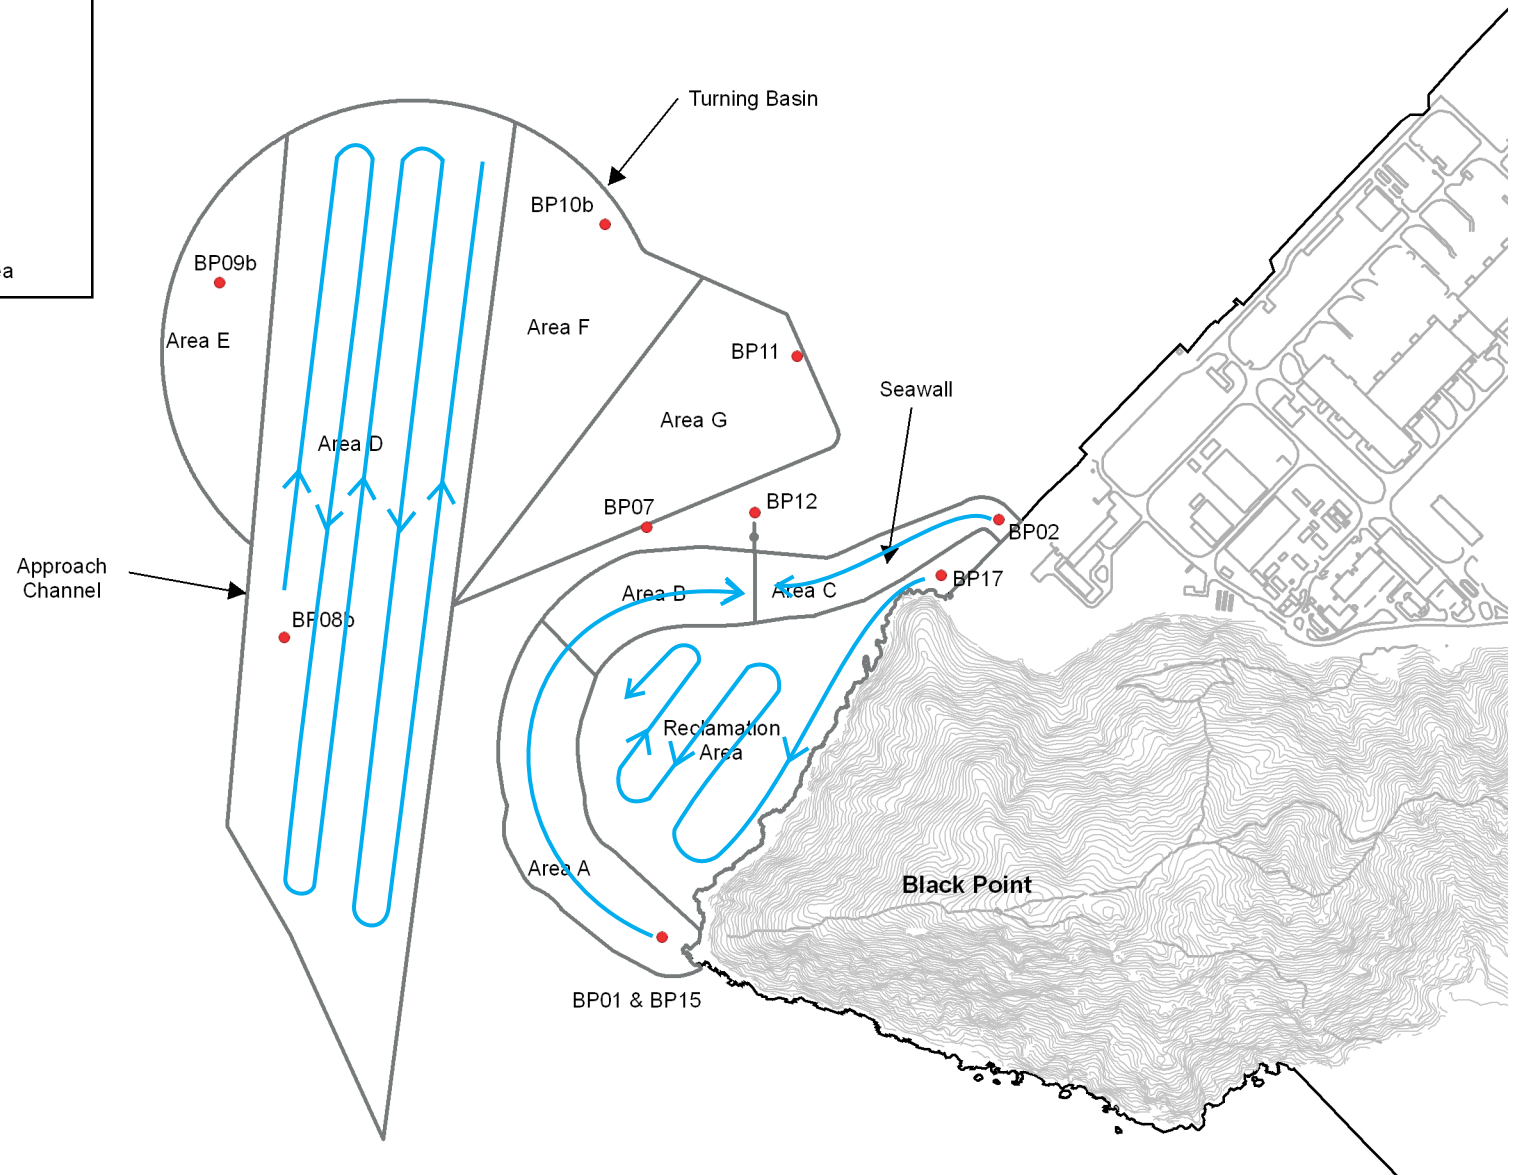 Turning Basin
BP10b
BP09b
ea
Area E
Area F
BP11
Seawall
Area G
Area D
BP07
BP12
BP02
Approach
Channel
BP17
Area B
Area C
BP08b
Reclamation
Area
Area A
Black Point
BP01 & BP15